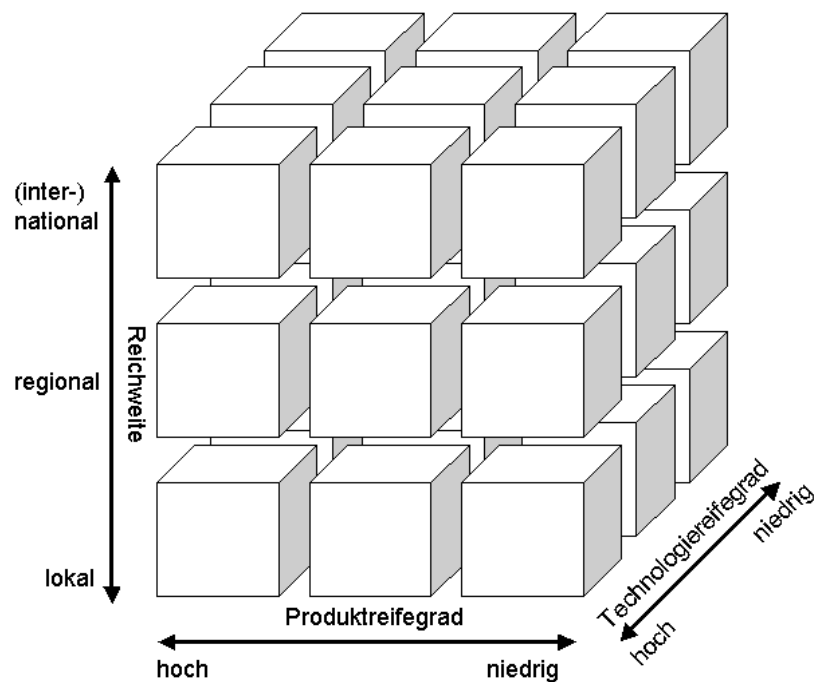 (inter-)
national
Reichweite
regional
lokal
Produktreifegrad
hoch
niedrig
Technologiereifegrad
hoch
niedrig